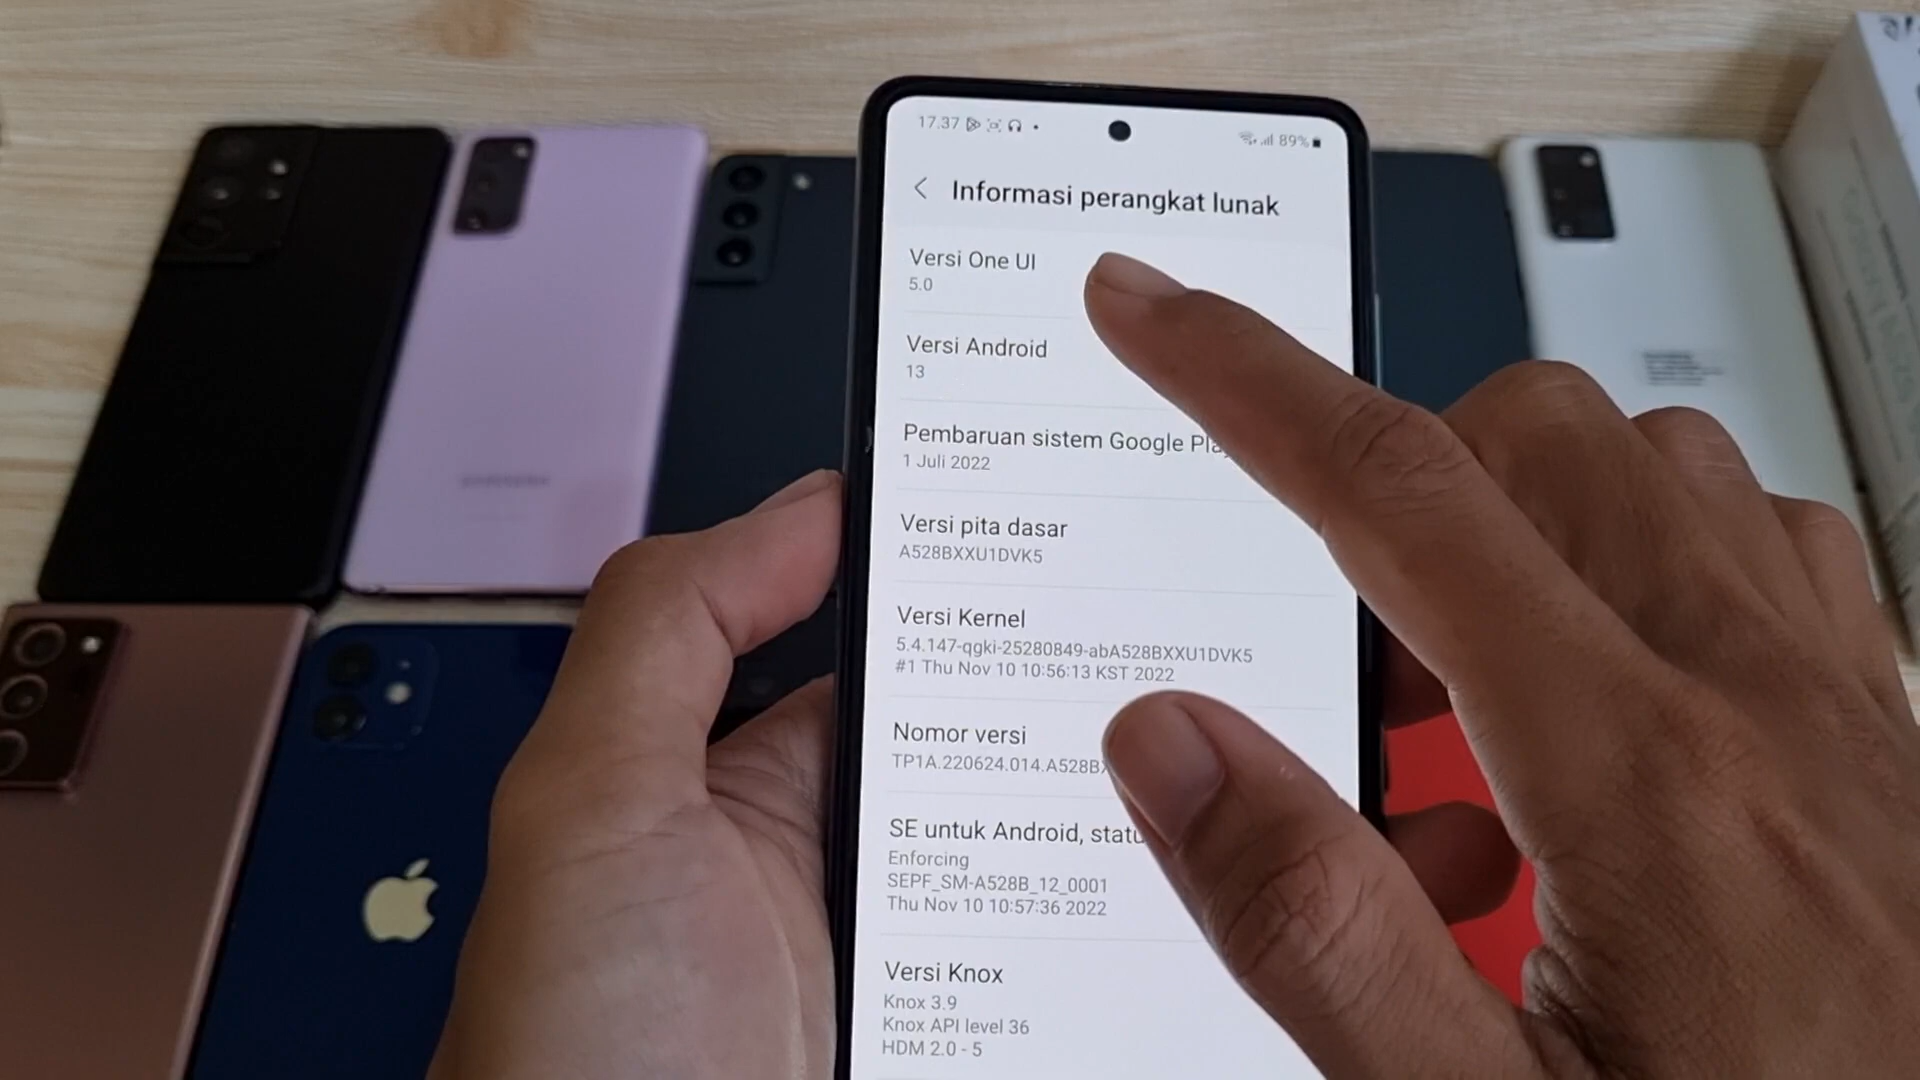 17.37
89%
Informasi perangkat lunak
Versi One UI
5.0
Versi Android
13
Pembaruan sistem Google Pla
1 Juli 2022
Versi pita dasar
A528BXXU1DVK5
Versi Kernel
5.4.147-qgki-25280849-abA528BXXU1DVK5
#1 Thu Nov 10 10:56:13 KST 2022
Nomor versi
TP1A.220624.014.A528B
SE untuk Android, statu
Enforcing
SEPF_SM-A528B_12_0001
Thu Nov 10 10:57:36 2022
Versi Knox
Knox 3.9
Knox API level 36
HDM 2.0 - 5
SAMSUNG